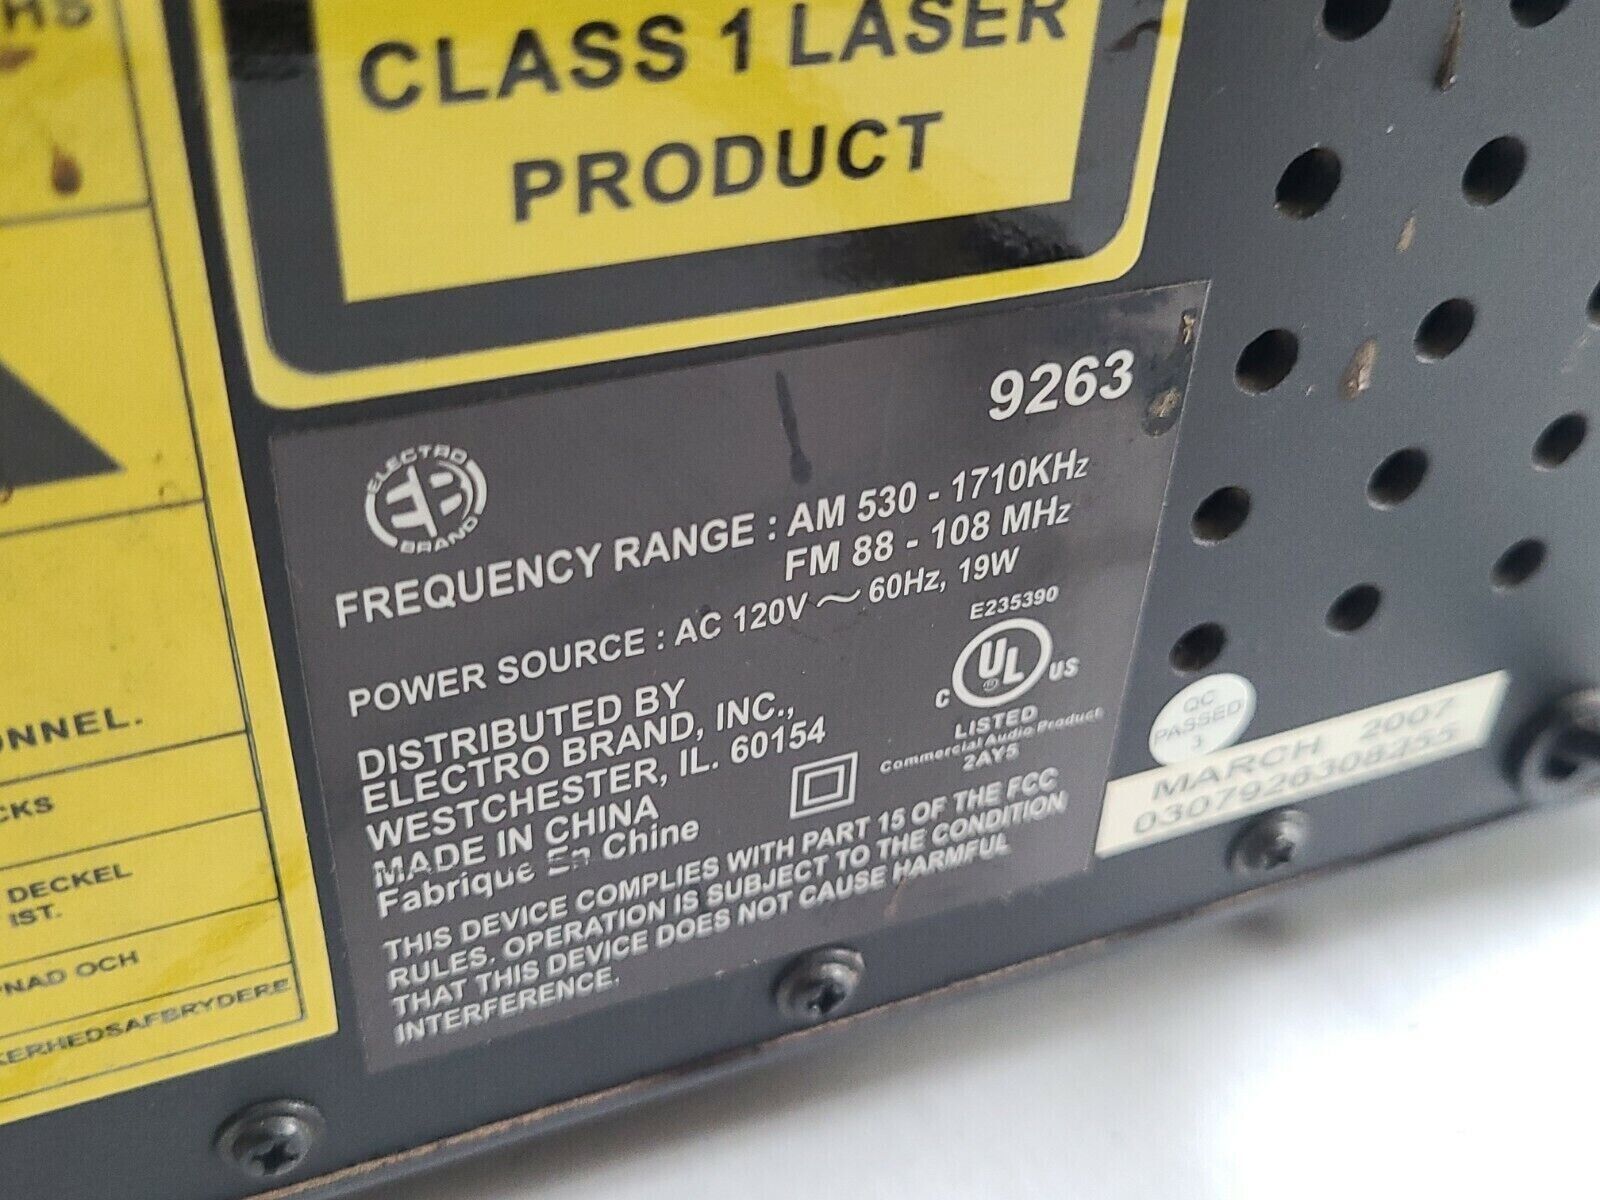 HS
CLASS 1 LASER
PRODUCT
ONNEL.
CKS
DECKEL
IST.
NAD OCH
KERHEDSAFBRYDERE
9263
ELECTRO
EB
BRAND
FREQUENCY RANGE : AM 530 - 1710KHz
FM 88 - 108 MHz
POWER SOURCE : AC 120V ~ 60Hz, 19W
DISTRIBUTED BY
ELECTRO BRAND, INC.,
WESTCHESTER, IL. 60154
MADE IN CHINA
Fabrique En Chine
E235390
C UL US
®
LISTED
Commercial Audio Product
2AY5
THIS DEVICE COMPLIES WITH PART 15 OF THE FCC
RULES. OPERATION IS SUBJECT TO THE CONDITION
THAT THIS DEVICE DOES NOT CAUSE HARMFUL
INTERFERENCE.
QC
PASSED
3
MARCH 2007
0307926308455